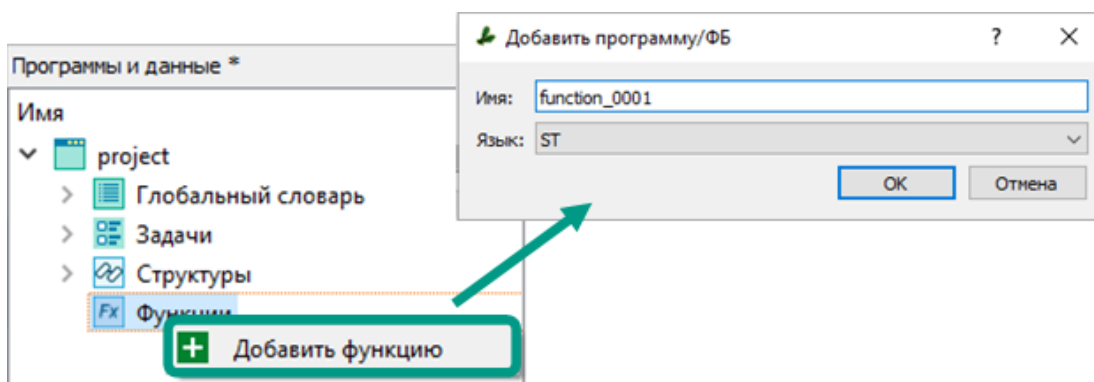 Добавить программу/ФБ ? ×
Имя: function_0001
Язык: ST
OK Отмена
Программы и данные *
Имя
project
Глобальный словарь
Задачи
Структуры
Fx Функции
Добавить функцию